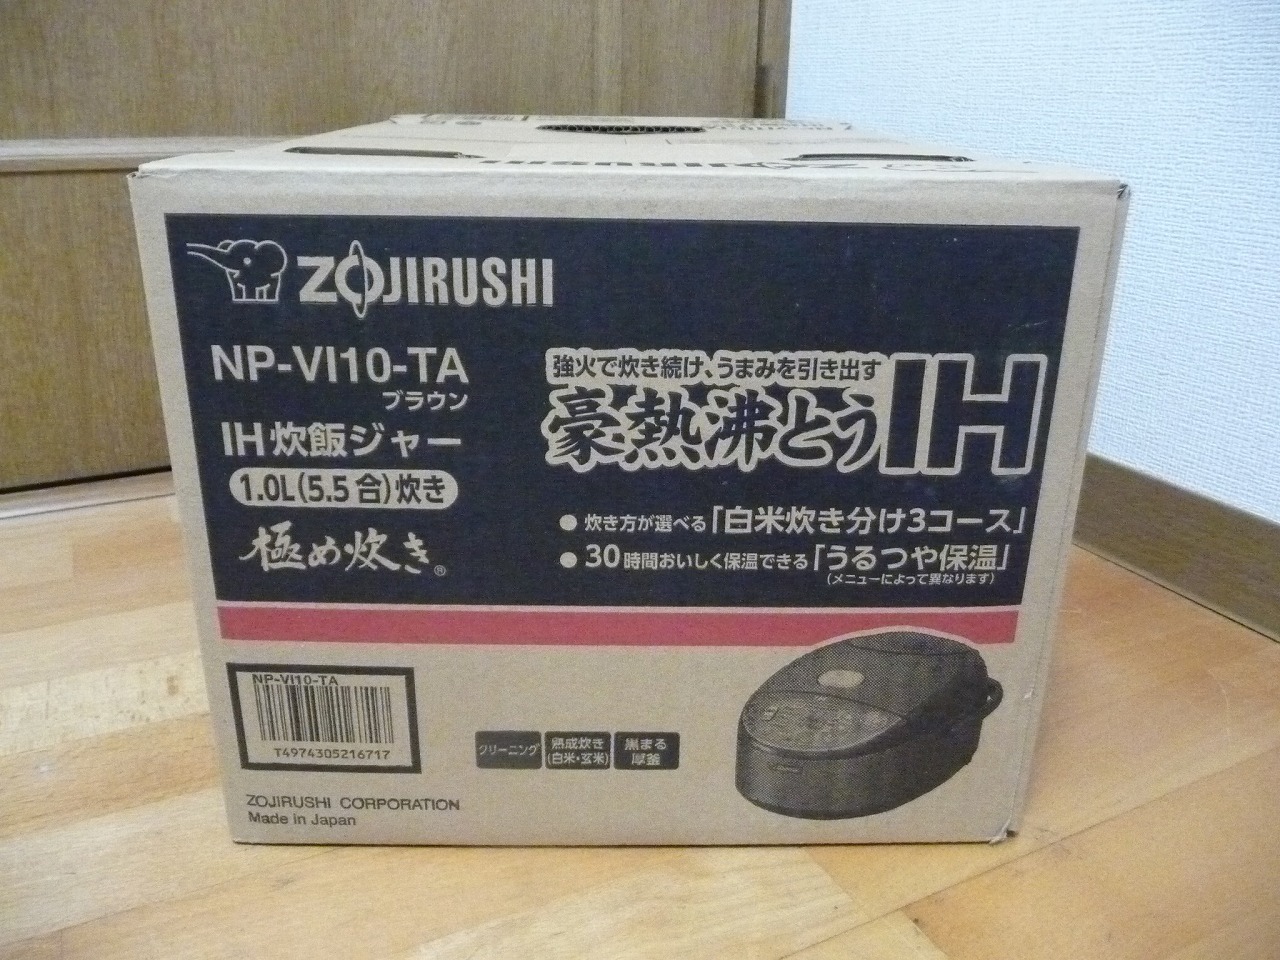 ZOJIRUSHI
ZOJIRUSHI
NP-VI10-TA
ブラウン
IH炊飯ジャー
1.0L(5.5合)炊き
極め炊き®
強火で炊き続け、うまみを引き出す
豪熱沸とうIH
● 炊き方が選べる「白米炊き分け3コース」
● 30時間おいしく保温できる「うるつや保温」
(メニューによって異なります)
NP-VI10-TA
T4974305216717
クリーニング
熟成炊き
(白米・玄米)
黒まる
厚釜
ZOJIRUSHI CORPORATION
Made in Japan